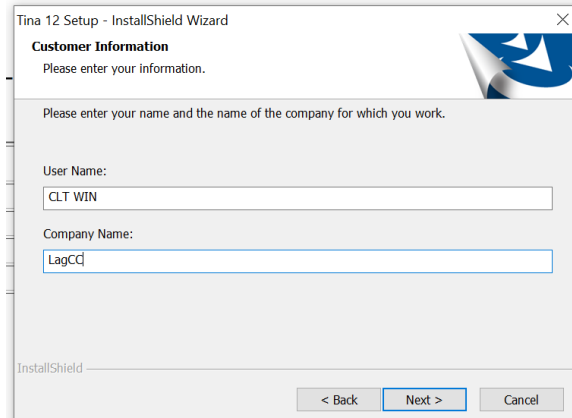 Tina 12 Setup - InstallShield Wizard
Customer Information
Please enter your information.
Please enter your name and the name of the company for which you work.
User Name:
CLT WIN
Company Name:
LagCC
InstallShield
< Back Next > Cancel